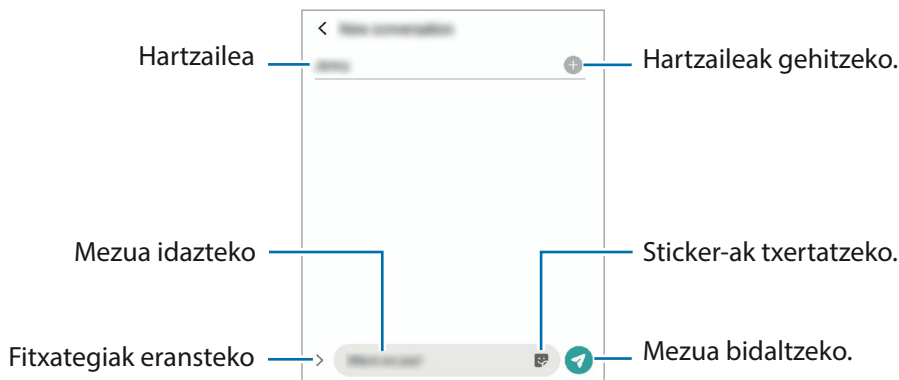 Hartzailea
Hartzaileak gehitzeko.
Mezua idazteko
Sticker-ak txertatzeko.
Fitxategiak eransteko
Mezua bidaltzeko.